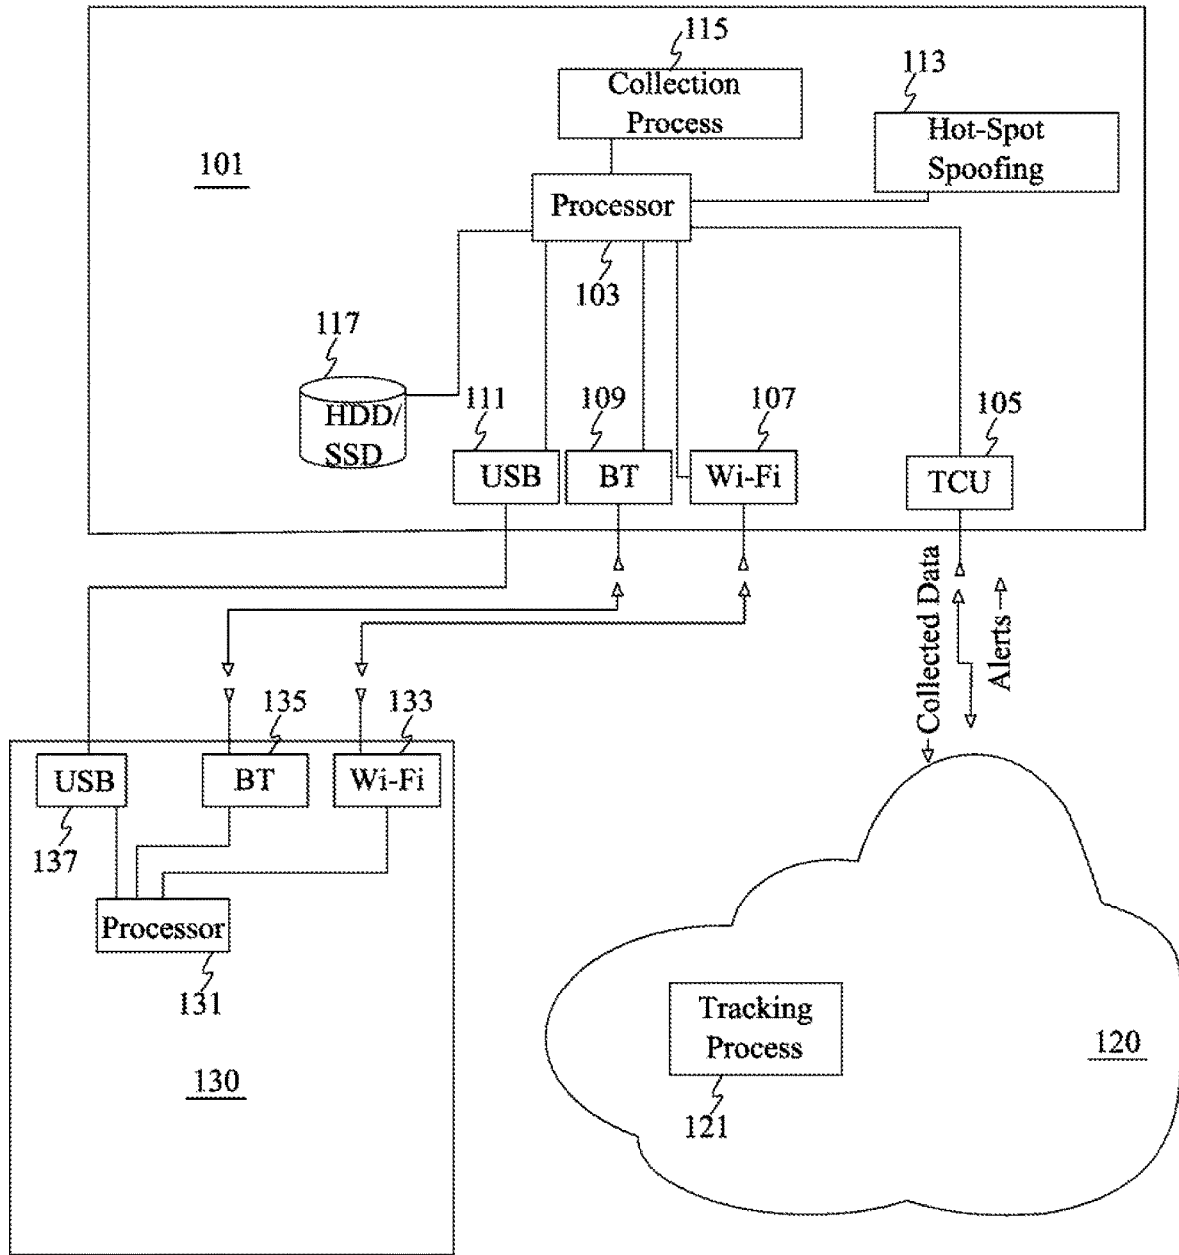 115
Collection
Process
113
Hot-Spot
Spoofing
101
Processor
103
117
HDD/
SSD
111
USB
109
BT
107
Wi-Fi
105
TCU
Collected Data
Alerts
135
133
USB
BT
Wi-Fi
137
Processor
131
130
Tracking
Process
121
120